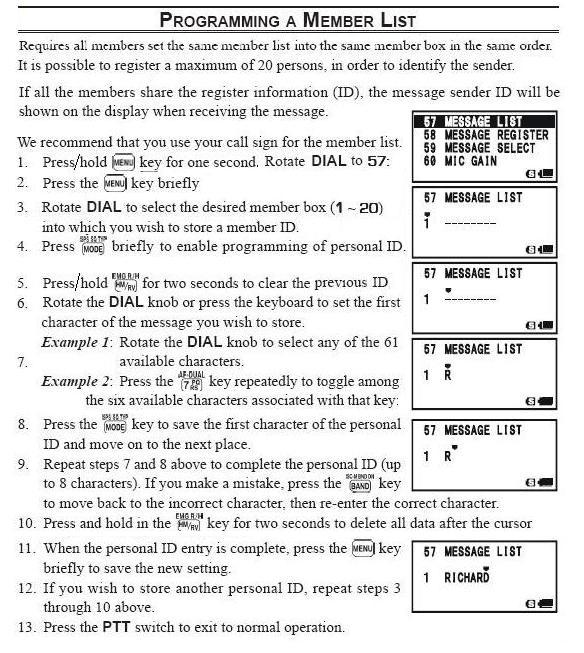 PROGRAMMING A MEMBER LIST
Requires all members set the same member list into the same member box in the same order.
It is possible to register a maximum of 20 persons, in order to identify the sender.
If all the members share the register information (ID), the message sender ID will be
shown on the display when receiving the message.
57 MESSAGE LIST
58 MESSAGE REGISTER
59 MESSAGE SELECT
60 MIC GAIN
S
We recommend that you use your call sign for the member list.
1. Press/hold MENU key for one second. Rotate DIAL to 57:
2. Press the MENU key briefly
3. Rotate DIAL to select the desired member box (1 ~ 20)
into which you wish to store a member ID.
4. Press MODE briefly to enable programming of personal ID.
57 MESSAGE LIST
1 --------
S
5. Press/hold EMG R/H HM/RV for two seconds to clear the previous ID
6. Rotate the DIAL knob or press the keyboard to set the first
character of the message you wish to store.
57 MESSAGE LIST
1 --------
S
Example 1: Rotate the DIAL knob to select any of the 61
7. available characters.
Example 2: Press the AF-DUAL 7 key repeatedly to toggle among
the six available characters associated with that key:
57 MESSAGE LIST
1 R
S
8. Press the MODE key to save the first character of the personal
ID and move on to the next place.
9. Repeat steps 7 and 8 above to complete the personal ID (up
to 8 characters). If you make a mistake, press the BAND key
to move back to the incorrect character, then re-enter the correct character.
57 MESSAGE LIST
1 R
S
10. Press and hold in the EMG R/H HM/RV key for two seconds to delete all data after the cursor
11. When the personal ID entry is complete, press the MENU key
briefly to save the new setting.
12. If you wish to store another personal ID, repeat steps 3
through 10 above.
13. Press the PTT switch to exit to normal operation.
57 MESSAGE LIST
1 RICHARD
S